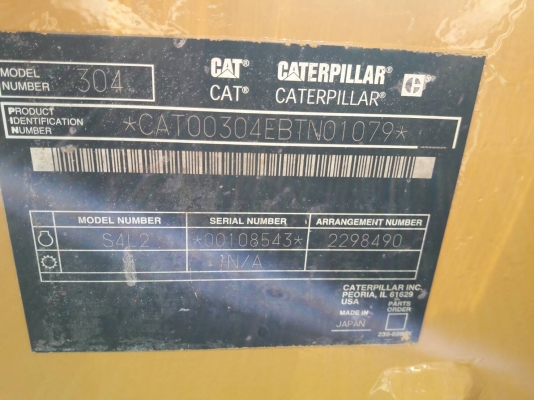 MODEL NUMBER 304
CAT CATERPILLAR C
CAT® CATERPILLAR®
PRODUCT IDENTIFICATION NUMBER *CAT00304EBTN01079*
MODEL NUMBER SERIAL NUMBER ARRANGEMENT NUMBER
S4L2 *00108543* 2298490
N/A
CATERPILLAR INC.
PEORIA, IL 61629
USA
MADE IN
JAPAN
PARTS
ORDER